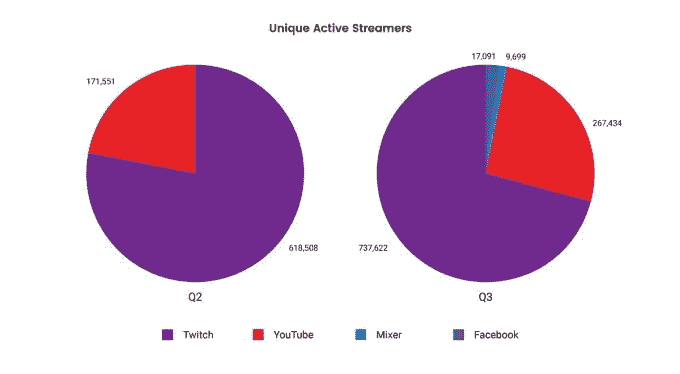 Unique Active Streamers
17,091 9,699
171,551
267,434
618,508
737,622
Q2 Q3
Twitch YouTube Mixer Facebook